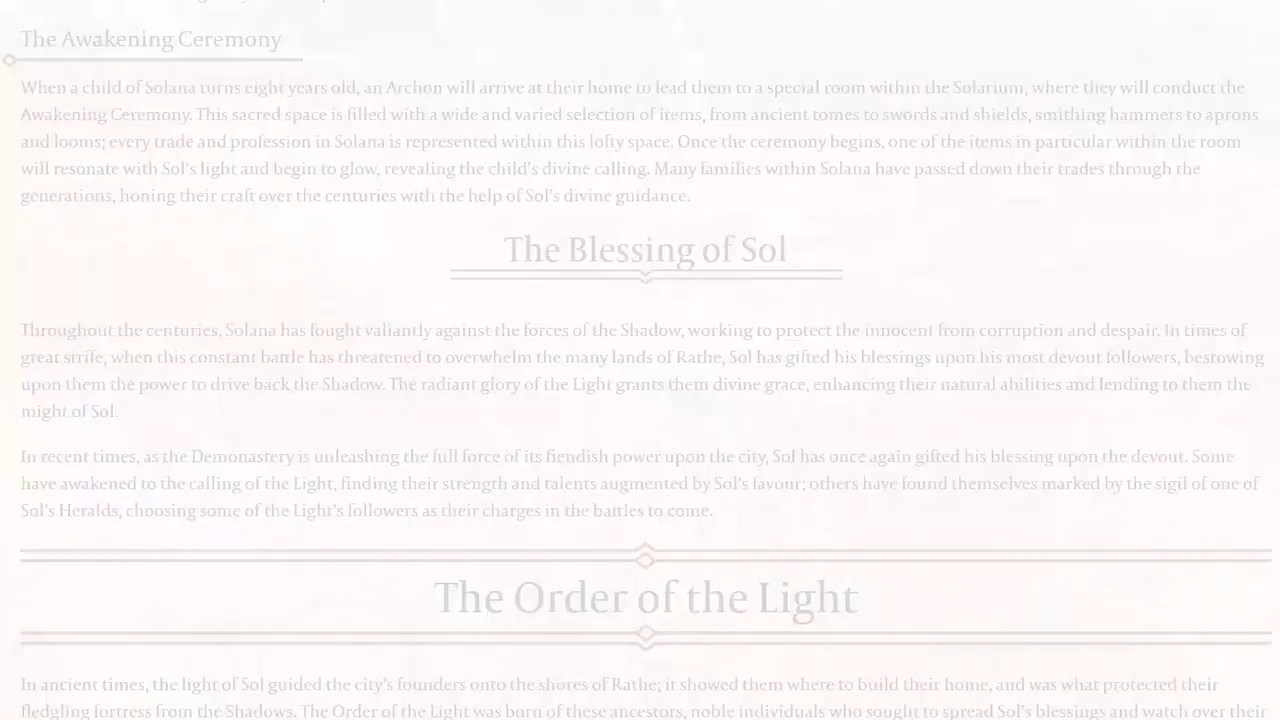 The Awakening Ceremony
When a child of Solana turns eight years old, an Archon will arrive at their home to lead them to a special room within the Solarium, where they will conduct the
Awakening Ceremony. This sacred space is filled with a wide and varied selection of items, from ancient tomes to swords and shields, smithing hammers to aprons
and looms; every trade and profession in Solana is represented within this lofty space. Once the ceremony begins, one of the items in particular within the room
will resonate with Sol's light and begin to glow, revealing the child's divine calling. Many families within Solana have passed down their trades through the
generations, honing their craft over the centuries with the help of Sol's divine guidance.
The Blessing of Sol
Throughout the centuries, Solana has fought valiantly against the forces of the Shadow, working to protect the innocent from corruption and despair. In times of
great strife, when this constant battle has threatened to overwhelm the many lands of Rathe, Sol has gifted his blessings upon his most devout followers, bestowing
upon them the power to drive back the Shadow. The radiant glory of the Light grants them divine grace, enhancing their natural abilities and lending to them the
might of Sol.
In recent times, as the Demonastery is unleashing the full force of its fiendish power upon the city, Sol has once again gifted his blessing upon the devout. Some
have awakened to the calling of the Light, finding their strength and talents augmented by Sol's favour; others have found themselves marked by the sigil of one of
Sol's Heralds, choosing some of the Light's followers as their charges in the battles to come.
The Order of the Light
In ancient times, the light of Sol guided the city's founders onto the shores of Rathe; it showed them where to build their home, and was what protected their
fledgling fortress from the Shadows. The Order of the Light was born of these ancestors, noble individuals who sought to spread Sol's blessings and watch over their